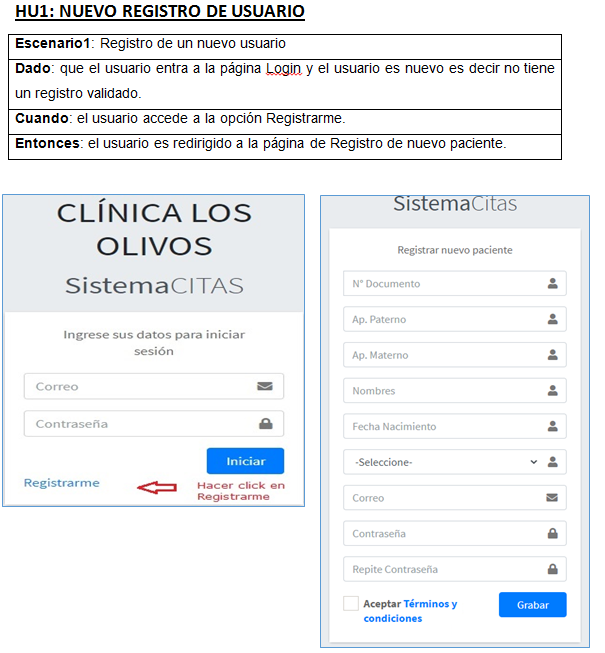 HU1: NUEVO REGISTRO DE USUARIO
Escenario1: Registro de un nuevo usuario
Dado: que el usuario entra a la página Login y el usuario es nuevo es decir no tiene
un registro validado.
Cuando: el usuario accede a la opción Registrarme.
Entonces: el usuario es redirigido a la página de Registro de nuevo paciente.
CLÍNICA LOS
OLIVOS
SistemaCITAS
Ingrese sus datos para iniciar
sesión
Correo
Contraseña
Iniciar
Registrarme
Hacer click en
Registrarme
SistemaCitas
Registrar nuevo paciente
N° Documento
Ap. Paterno
Ap. Materno
Nombres
Fecha Nacimiento
-Seleccione-
Correo
Contraseña
Repite Contraseña
Aceptar Términos y
condiciones
Grabar